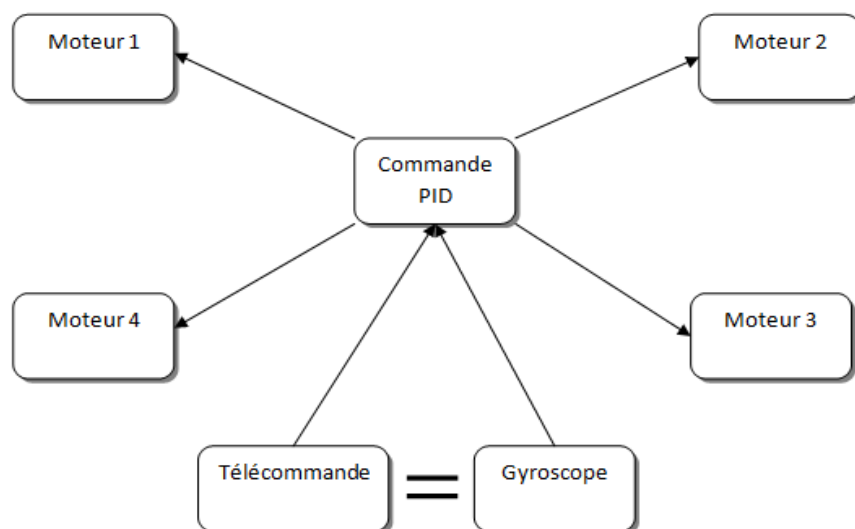 Moteur 1
Moteur 2
Commande
PID
Moteur 4
Moteur 3
Télécommande
Gyroscope